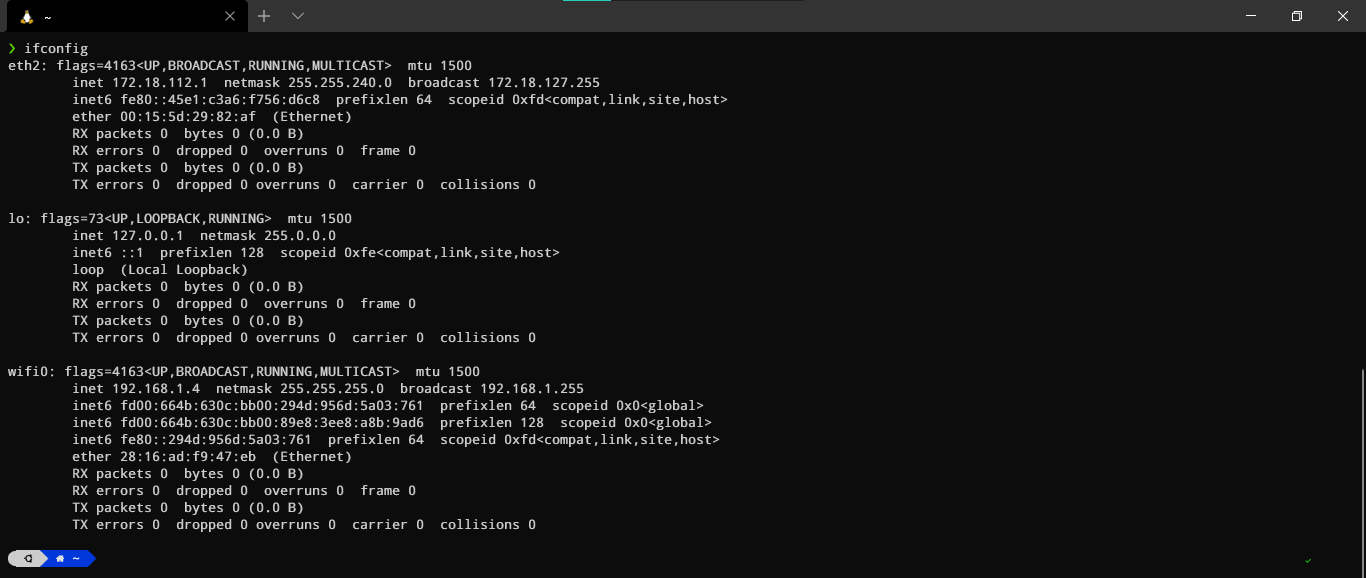 ~
❯ ifconfig
eth2: flags=4163<UP,BROADCAST,RUNNING,MULTICAST>  mtu 1500
        inet 172.18.112.1  netmask 255.255.240.0  broadcast 172.18.127.255
        inet6 fe80::45e1:c3a6:f756:d6c8  prefixlen 64  scopeid 0xfd<compat,link,site,host>
        ether 00:15:5d:29:82:af  (Ethernet)
        RX packets 0  bytes 0 (0.0 B)
        RX errors 0  dropped 0  overruns 0  frame 0
        TX packets 0  bytes 0 (0.0 B)
        TX errors 0  dropped 0 overruns 0  carrier 0  collisions 0

lo: flags=73<UP,LOOPBACK,RUNNING>  mtu 1500
        inet 127.0.0.1  netmask 255.0.0.0
        inet6 ::1  prefixlen 128  scopeid 0xfe<compat,link,site,host>
        loop  (Local Loopback)
        RX packets 0  bytes 0 (0.0 B)
        RX errors 0  dropped 0  overruns 0  frame 0
        TX packets 0  bytes 0 (0.0 B)
        TX errors 0  dropped 0 overruns 0  carrier 0  collisions 0

wifi0: flags=4163<UP,BROADCAST,RUNNING,MULTICAST>  mtu 1500
        inet 192.168.1.4  netmask 255.255.255.0  broadcast 192.168.1.255
        inet6 fd00:664b:630c:bb00:294d:956d:5a03:761  prefixlen 64  scopeid 0x0<global>
        inet6 fd00:664b:630c:bb00:89e8:3ee8:a8b:9ad6  prefixlen 128  scopeid 0x0<global>
        inet6 fe80::294d:956d:5a03:761  prefixlen 64  scopeid 0xfd<compat,link,site,host>
        ether 28:16:ad:f9:47:eb  (Ethernet)
        RX packets 0  bytes 0 (0.0 B)
        RX errors 0  dropped 0  overruns 0  frame 0
        TX packets 0  bytes 0 (0.0 B)
        TX errors 0  dropped 0 overruns 0  carrier 0  collisions 0

~ ✓